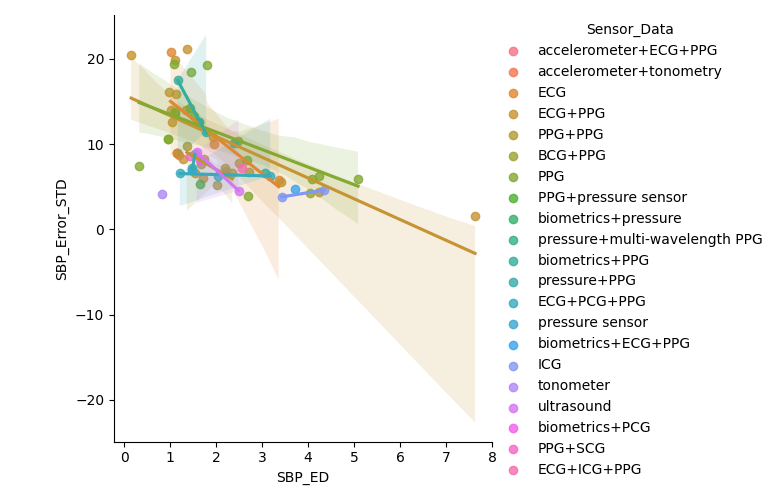 Sensor_Data
accelerometer+ECG+PPG
accelerometer+tonometry
ECG
ECG+PPG
PPG+PPG
BCG+PPG
PPG
PPG+pressure sensor
biometrics+pressure
pressure+multi-wavelength PPG
biometrics+PPG
pressure+PPG
ECG+PCG+PPG
pressure sensor
biometrics+ECG+PPG
ICG
tonometer
ultrasound
biometrics+PCG
PPG+SCG
ECG+ICG+PPG
SBP_Error_STD
20
10
0
−10
−20
0 1 2 3 4 5 6 7 8
SBP_ED